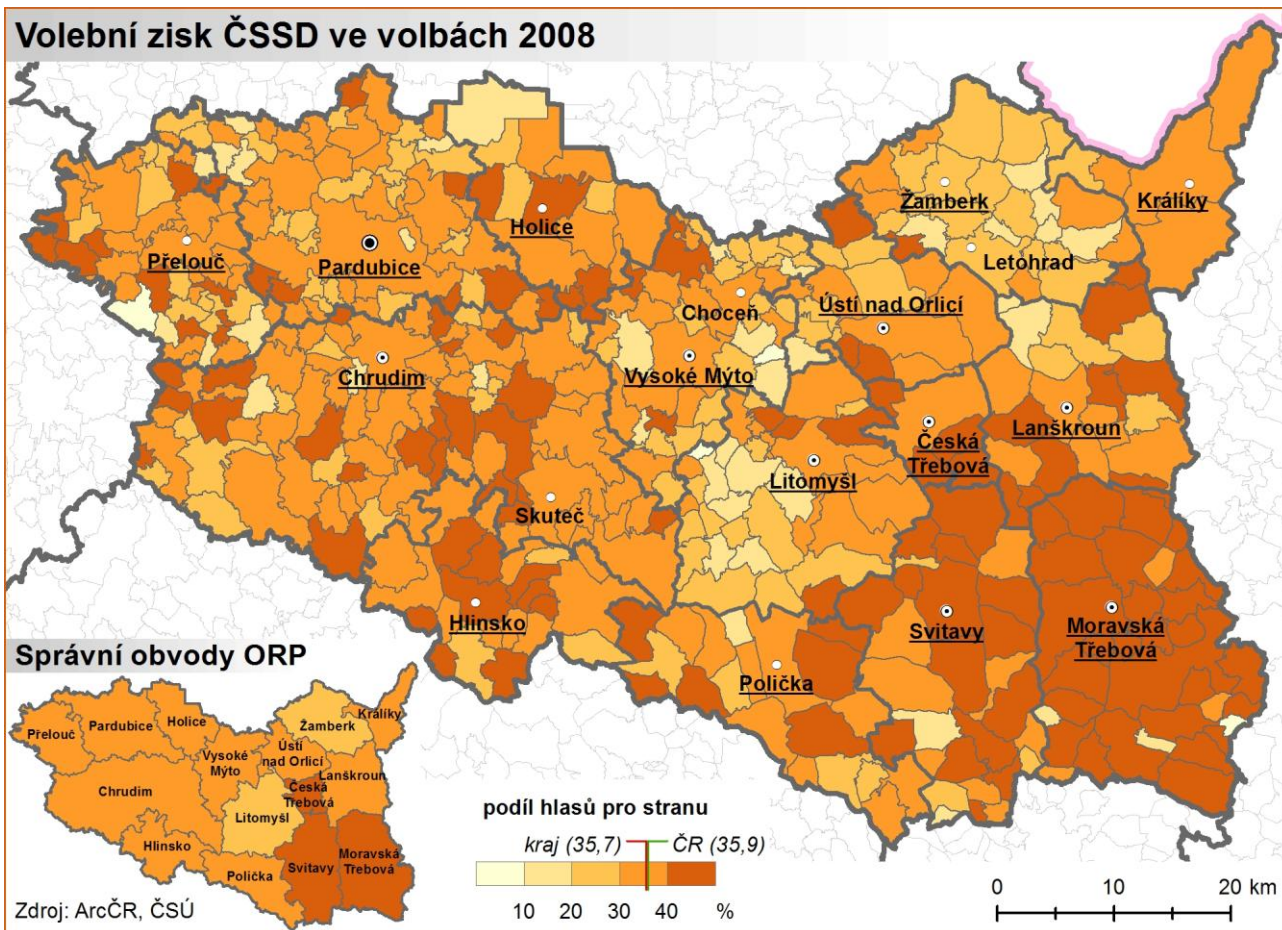 Volební zisk ČSSD ve volbách 2008
Žamberk
Králíky
Holice
Přelouč
Pardubice
Letohrad
Choceň
Ústí nad Orlicí
Chrudim
Vysoké Mýto
Lanškroun
Česká
Třebová
Litomyšl
Skuteč
Hlinsko
Svitavy
Moravská
Třebová
Polička
Správní obvody ORP
Přelouč
Pardubice
Holice
Žamberk
Králíky
Vysoké
Mýto
Ústí
nad Orlicí
Lanškroun
Chrudim
Česká
Třebová
Litomyšl
Hlinsko
Svitavy
Moravská
Třebová
Polička
Zdroj: ArcČR, ČSÚ
podíl hlasů pro stranu
kraj (35,7) ČR (35,9)
10 20 30 40 %
0 10 20 km